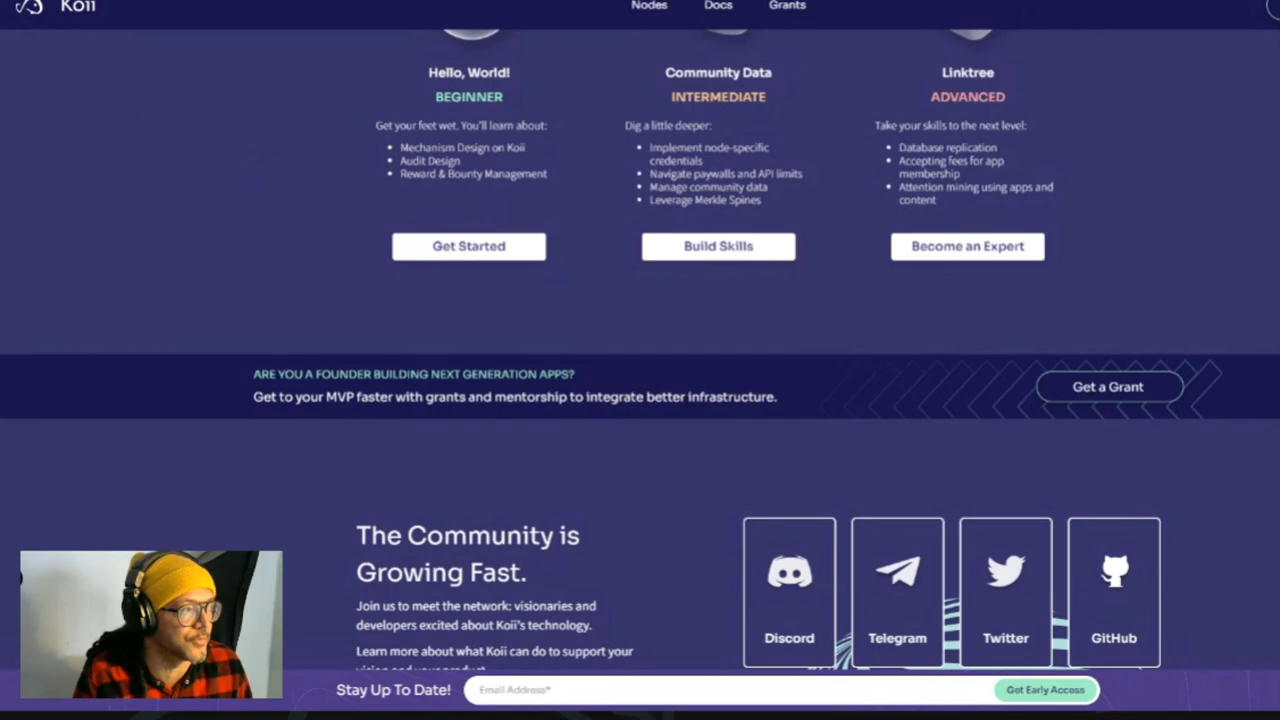 Koii
Nodes Docs Grants
Hello, World!
BEGINNER
Get your feet wet. You'll learn about:
• Mechanism Design on Koii
• Audit Design
• Reward & Bounty Management
Get Started
Community Data
INTERMEDIATE
Dig a little deeper:
• Implement node-specific
credentials
• Navigate paywalls and API limits
• Manage community data
• Leverage Merkle Spines
Build Skills
Linktree
ADVANCED
Take your skills to the next level:
• Database replication
• Accepting fees for app
membership
• Attention mining using apps and
content
Become an Expert
ARE YOU A FOUNDER BUILDING NEXT GENERATION APPS?
Get to your MVP faster with grants and mentorship to integrate better infrastructure.
Get a Grant
The Community is
Growing Fast.
Join us to meet the network: visionaries and
developers excited about Koii's technology.
Learn more about what Koii can do to support your
vision and your product.
Discord
Telegram
Twitter
GitHub
Stay Up To Date!
Email Address*
Get Early Access